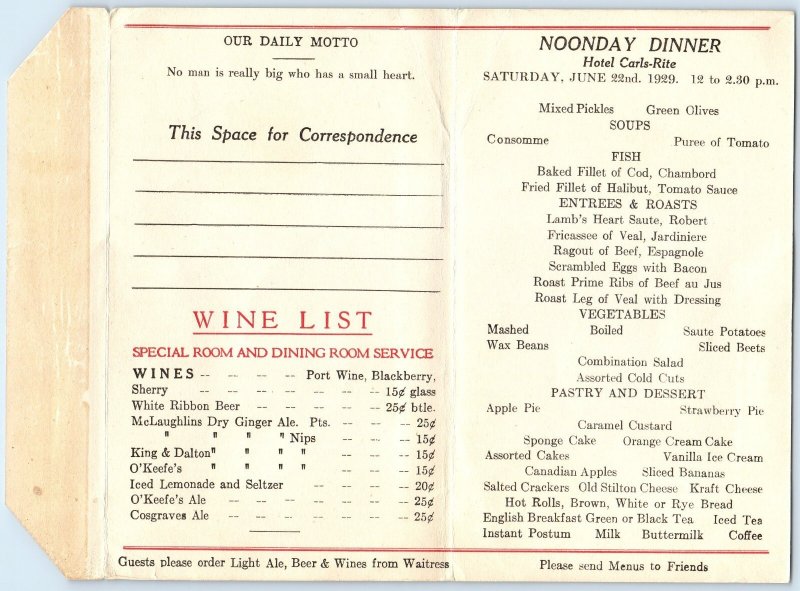 OUR DAILY MOTTO
No man is really big who has a small heart.
This Space for Correspondence
WINE LIST
SPECIAL ROOM AND DINING ROOM SERVICE
WINES -- -- -- -- Port Wine, Blackberry,
Sherry -- -- -- -- -- -- -- 15¢ glass
White Ribbon Beer -- -- -- -- -- 25¢ btle.
McLaughlins Dry Ginger Ale. Pts. -- -- -- 25¢
" " " " Nips -- -- -- 15¢
King & Dalton " " " " -- -- -- 15¢
O'Keefe's " " " " -- -- -- 15¢
Iced Lemonade and Seltzer -- -- -- -- 20¢
O'Keefe's Ale -- -- -- -- -- -- -- 25¢
Cosgraves Ale -- -- -- -- -- -- -- 25¢
Guests please order Light Ale, Beer & Wines from Waitress
NOONDAY DINNER
Hotel Carls-Rite
SATURDAY, JUNE 22nd. 1929. 12 to 2.30 p.m.
Mixed Pickles Green Olives
SOUPS
Consomme Puree of Tomato
FISH
Baked Fillet of Cod, Chambord
Fried Fillet of Halibut, Tomato Sauce
ENTREES & ROASTS
Lamb's Heart Saute, Robert
Fricassee of Veal, Jardiniere
Ragout of Beef, Espagnole
Scrambled Eggs with Bacon
Roast Prime Ribs of Beef au Jus
Roast Leg of Veal with Dressing
VEGETABLES
Mashed Boiled Saute Potatoes
Wax Beans Sliced Beets
Combination Salad
Assorted Cold Cuts
PASTRY AND DESSERT
Apple Pie Strawberry Pie
Caramel Custard
Sponge Cake Orange Cream Cake
Assorted Cakes Vanilla Ice Cream
Canadian Apples Sliced Bananas
Salted Crackers Old Stilton Cheese Kraft Cheese
Hot Rolls, Brown, White or Rye Bread
English Breakfast Green or Black Tea Iced Tea
Instant Postum Milk Buttermilk Coffee
Please send Menus to Friends